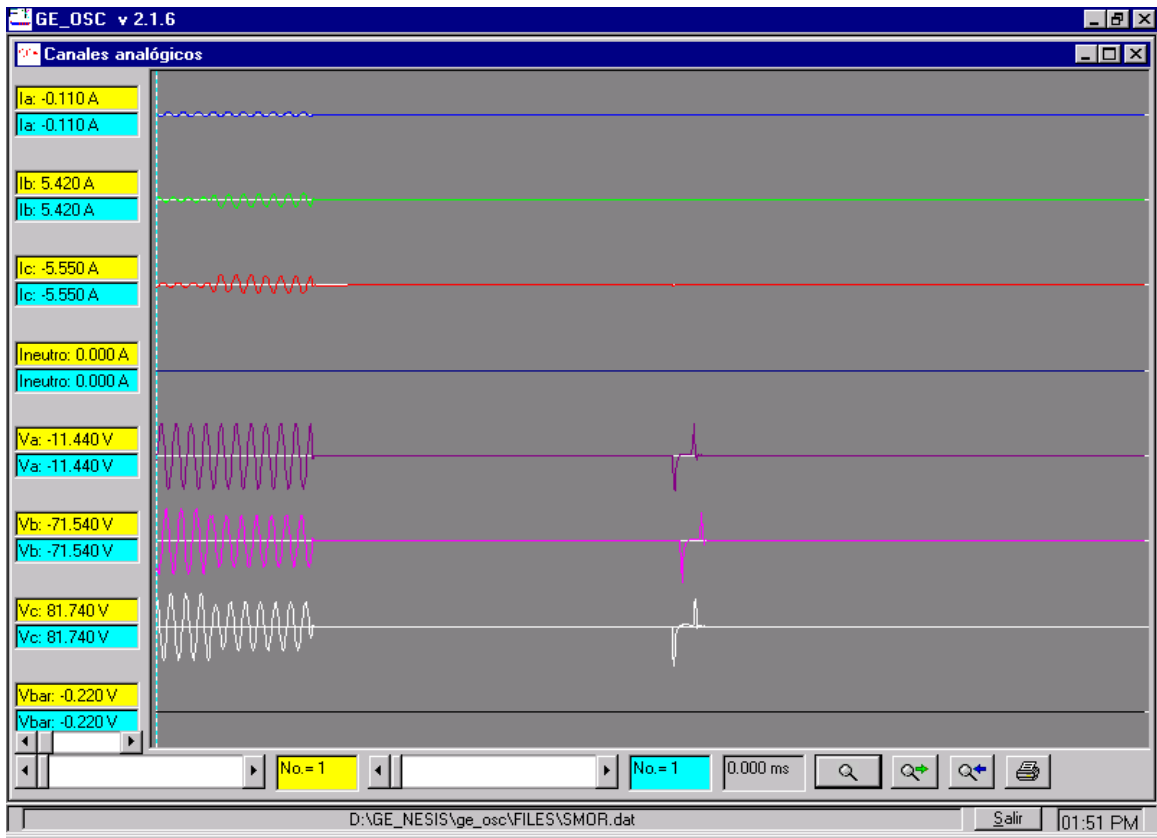 GE_OSC v 2.1.6
Canales analógicos
Ia: -0.110 A
Ia: -0.110 A
Ib: 5.420 A
Ib: 5.420 A
Ic: -5.550 A
Ic: -5.550 A
Ineutro: 0.000 A
Ineutro: 0.000 A
Va: -11.440 V
Va: -11.440 V
Vb: -71.540 V
Vb: -71.540 V
Vc: 81.740 V
Vc: 81.740 V
Vbar: -0.220 V
Vbar: -0.220 V
No.= 1
No.= 1
0.000 ms
D:\GE_NESIS\ge_osc\FILES\SMOR.dat
Salir
01:51 PM